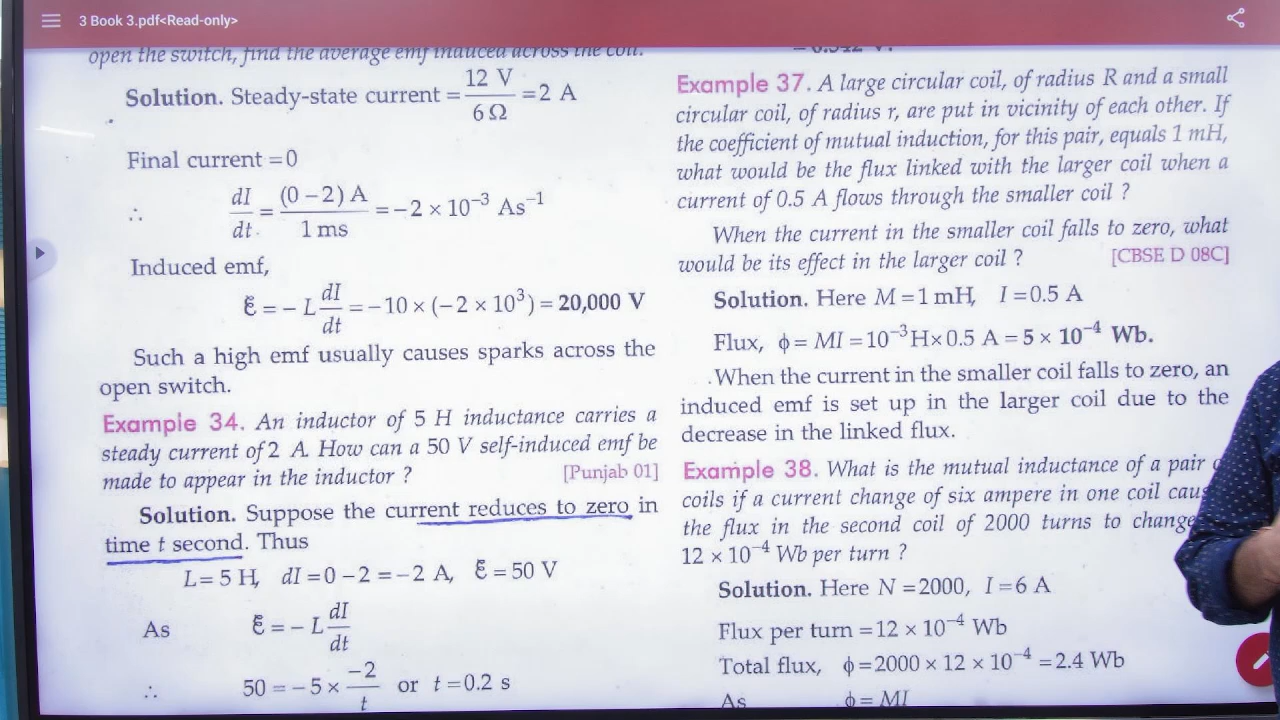 3 Book 3.pdf<Read-only>
open the switch, find the average emf induced across the coil.
Solution. Steady-state current = 12 V / 6 Ω = 2 A
Final current = 0
∴ dI/dt = (0 – 2) A / 1 ms = – 2 × 10⁻³ As⁻¹
Induced emf,
ℰ = – L dI/dt = – 10 × (– 2 × 10³) = 20,000 V
Such a high emf usually causes sparks across the
open switch.
Example 34. An inductor of 5 H inductance carries a
steady current of 2 A. How can a 50 V self-induced emf be
made to appear in the inductor ? [Punjab 01]
Solution. Suppose the current reduces to zero in
time t second. Thus
L = 5 H, dI = 0 – 2 = – 2 A, ℰ = 50 V
As ℰ = – L dI/dt
∴ 50 = – 5 × –2/t or t = 0.2 s
Example 37. A large circular coil, of radius R and a small
circular coil, of radius r, are put in vicinity of each other. If
the coefficient of mutual induction, for this pair, equals 1 mH,
what would be the flux linked with the larger coil when a
current of 0.5 A flows through the smaller coil ?
When the current in the smaller coil falls to zero, what
would be its effect in the larger coil ? [CBSE D 08C]
Solution. Here M = 1 mH, I = 0.5 A
Flux, ϕ = MI = 10⁻³ H × 0.5 A = 5 × 10⁻⁴ Wb.
When the current in the smaller coil falls to zero, an
induced emf is set up in the larger coil due to the
decrease in the linked flux.
Example 38. What is the mutual inductance of a pair
coils if a current change of six ampere in one coil
the flux in the second coil of 2000 turns to change
12 × 10⁻⁴ Wb per turn ?
Solution. Here N = 2000, I = 6 A
Flux per turn = 12 × 10⁻⁴ Wb
Total flux, ϕ = 2000 × 12 × 10⁻⁴ = 2.4 Wb
As ϕ = MI